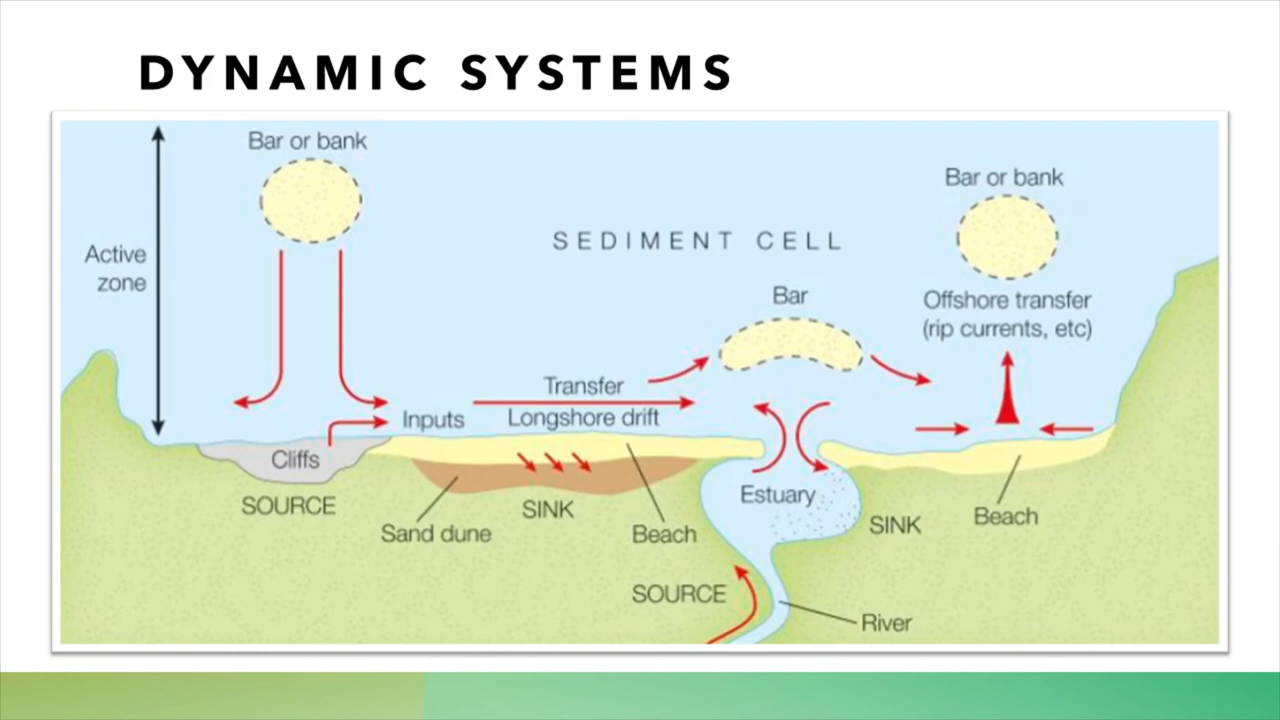 DYNAMIC SYSTEMS
Bar or bank
Bar or bank
Active
zone
SEDIMENT CELL
Bar
Offshore transfer
(rip currents, etc)
Transfer
Inputs
Longshore drift
Cliffs
SOURCE
Sand dune
SINK
Beach
Estuary
SINK
Beach
SOURCE
River